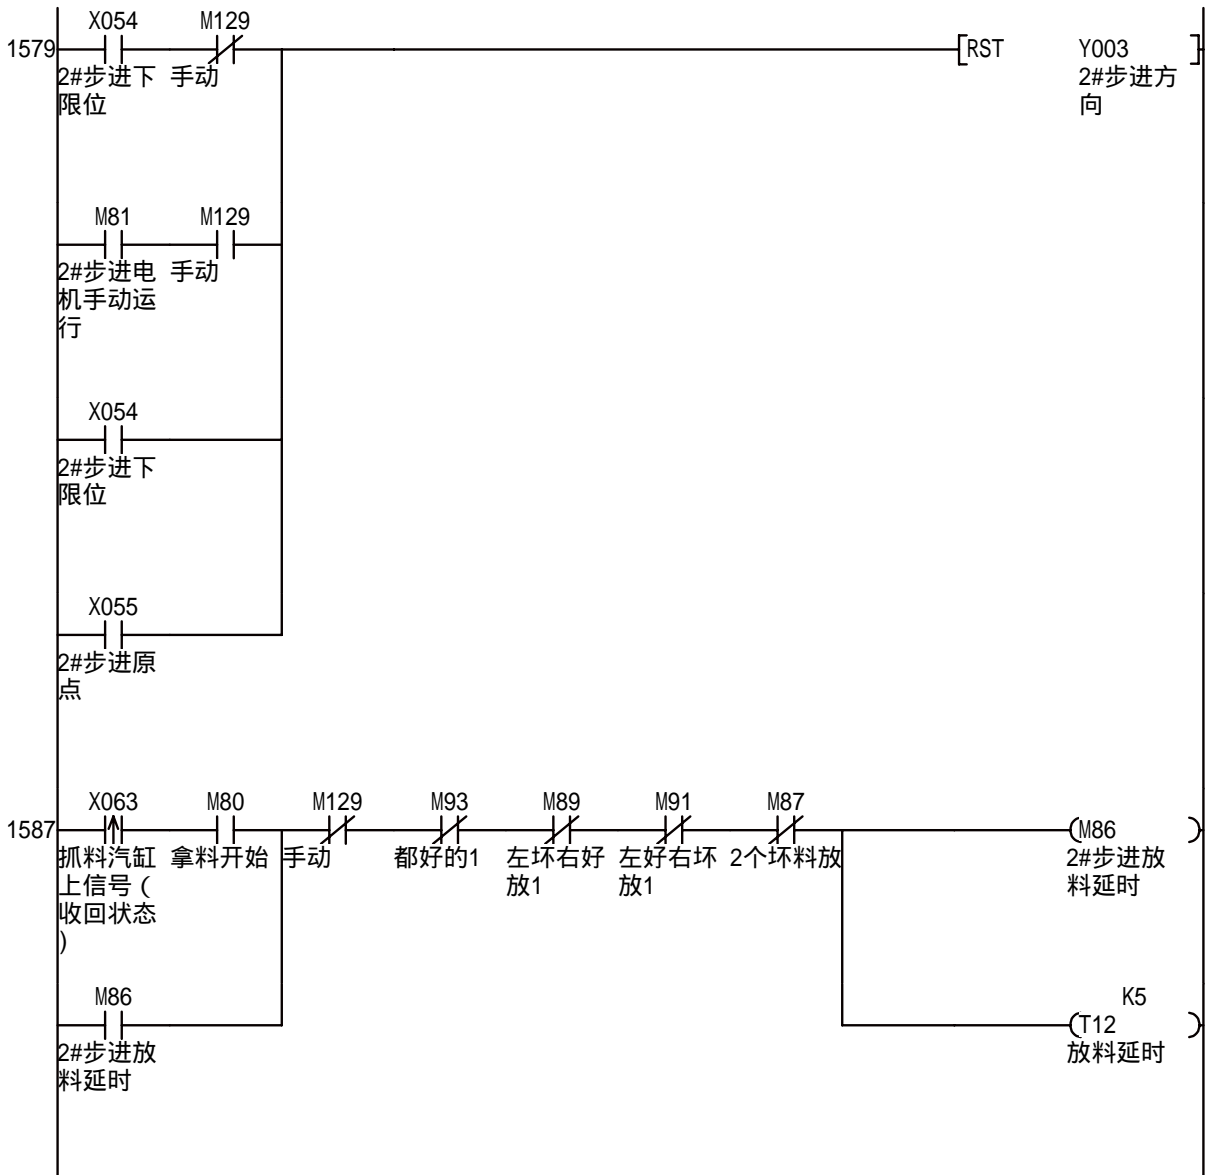 X054 M129
1579 RST Y003
2#步进下 手动 2#步进方
限位 向
M81 M129
2#步进电 手动
机手动运
行
X054
2#步进下
限位
X055
2#步进原
点
X063 M80 M129 M93 M89 M91 M87
1587 M86
抓料汽缸 拿料开始 手动 都好的1 左坏右好 左好右坏 2个坏料放 2#步进放
上信号( 放1 放1 料延时
收回状态
)
M86 K5
T12
2#步进放 放料延时
料延时